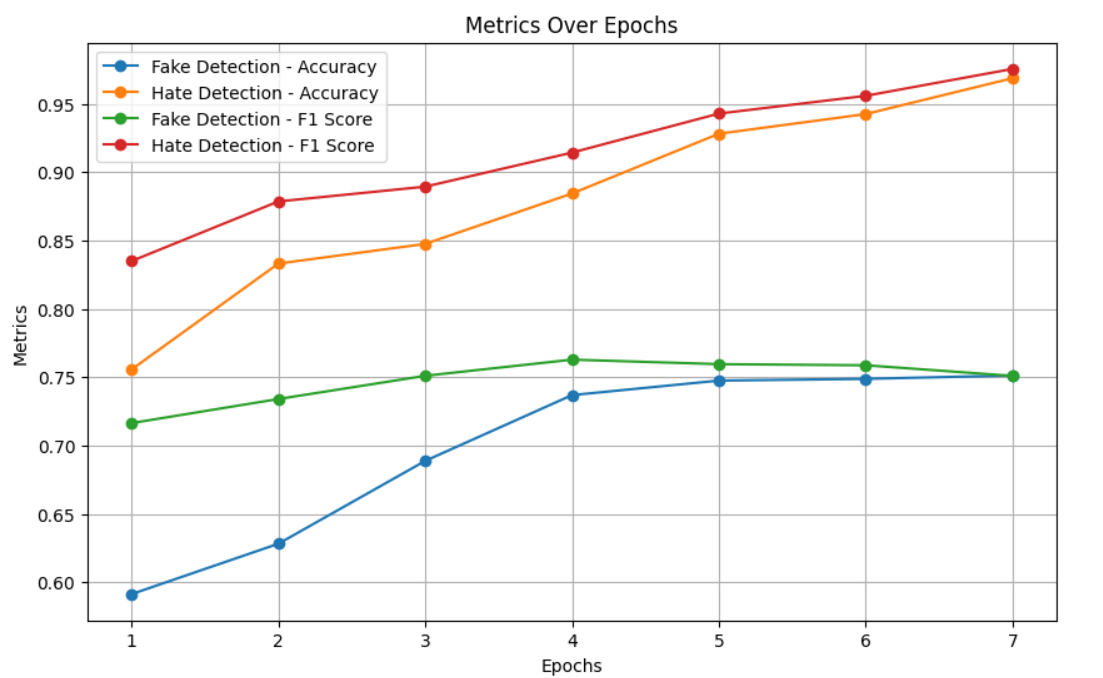 Metrics Over Epochs
Fake Detection - Accuracy
Hate Detection - Accuracy
Fake Detection - F1 Score
Hate Detection - F1 Score
0.95
0.90
0.85
0.80
0.75
0.70
0.65
0.60
Metrics
1 2 3 4 5 6 7
Epochs